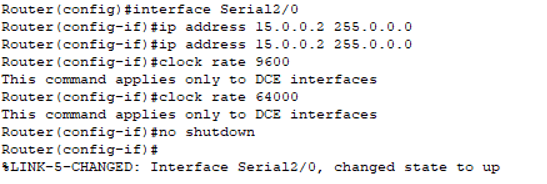 Router(config)#interface Serial2/0
Router(config-if)#ip address 15.0.0.2 255.0.0.0
Router(config-if)#ip address 15.0.0.2 255.0.0.0
Router(config-if)#clock rate 9600
This command applies only to DCE interfaces
Router(config-if)#clock rate 64000
This command applies only to DCE interfaces
Router(config-if)#no shutdown
Router(config-if)#
%LINK-5-CHANGED: Interface Serial2/0, changed state to up